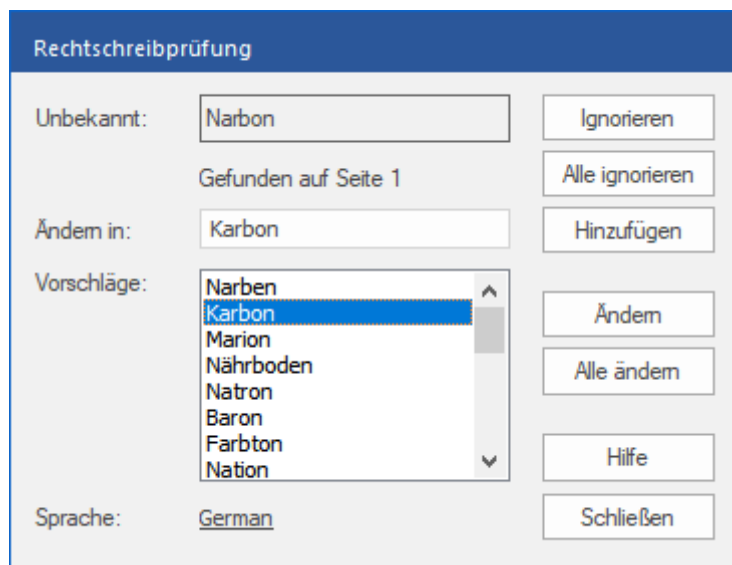 Rechtschreibprüfung
Unbekannt: Narbon Ignorieren
Gefunden auf Seite 1 Alle ignorieren
Ändern in: Karbon Hinzufügen
Vorschläge:
Narben
Karbon
Marion
Nährboden
Natron
Baron
Farbton
Nation
Ändern
Alle ändern
Hilfe
Sprache: German Schließen